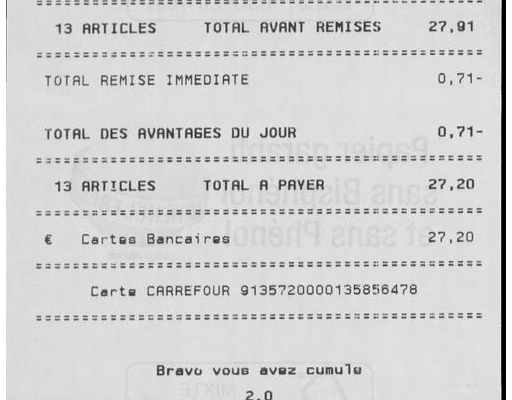 13 ARTICLES TOTAL AVANT REMISES 27,91
TOTAL REMISE IMMEDIATE 0,71-
TOTAL DES AVANTAGES DU JOUR 0,71-
13 ARTICLES TOTAL A PAYER 27,20
€ Cartes Bancaires 27,20
Carte CARREFOUR 9135720000135856478
Bravo vous avez cumule
2.0
Papier garanti
sans Bisphénol
et sans Phénol
MIXTE